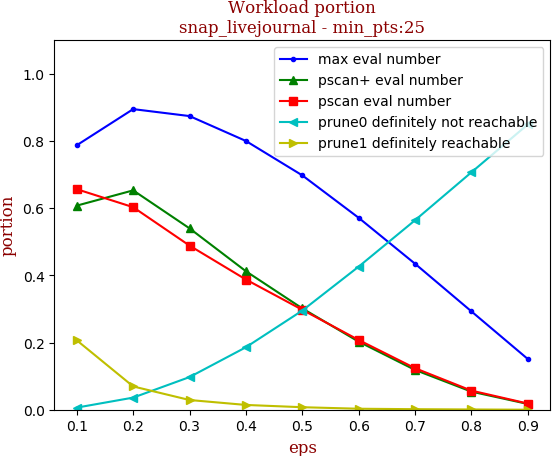 Workload portion
snap_livejournal - min_pts:25
max eval number
pscan+ eval number
pscan eval number
prune0 definitely not reachable
prune1 definitely reachable
portion
1.0
0.8
0.6
0.4
0.2
0.0
0.1 0.2 0.3 0.4 0.5 0.6 0.7 0.8 0.9
eps